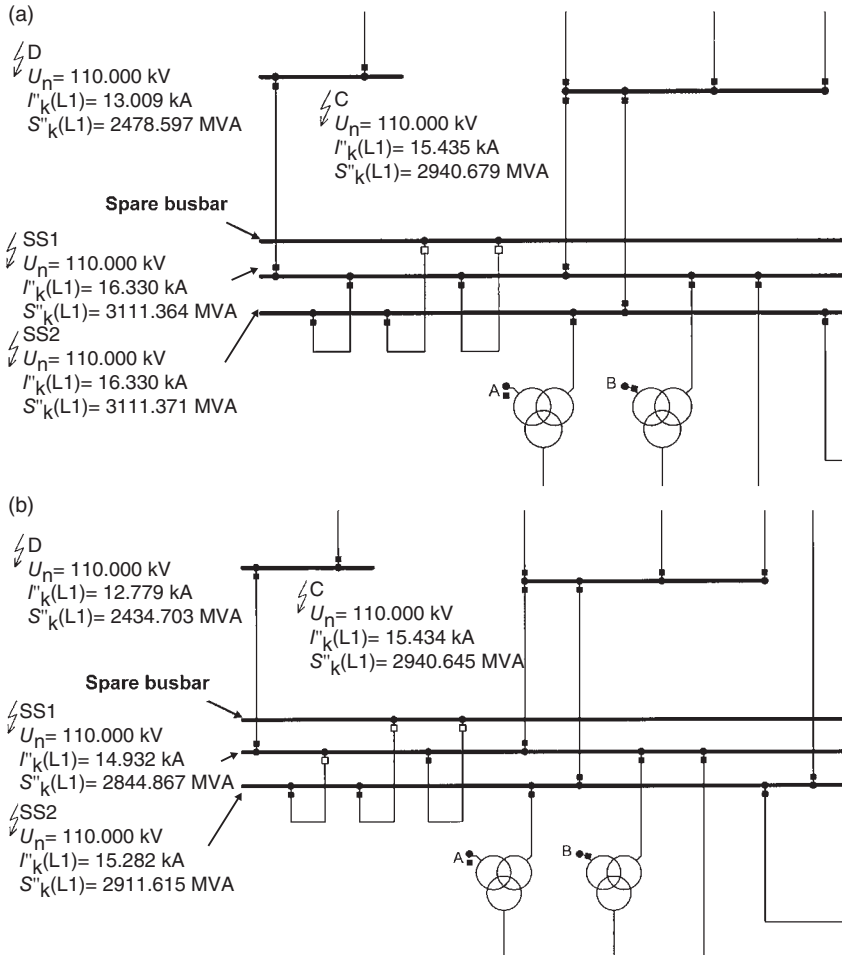 (a)
D
Un= 110.000 kV
I"k(L1)= 13.009 kA
S"k(L1)= 2478.597 MVA
C
Un= 110.000 kV
I"k(L1)= 15.435 kA
S"k(L1)= 2940.679 MVA
Spare busbar
SS1
Un= 110.000 kV
I"k(L1)= 16.330 kA
S"k(L1)= 3111.364 MVA
SS2
Un= 110.000 kV
I"k(L1)= 16.330 kA
S"k(L1)= 3111.371 MVA
A
B
(b)
D
Un= 110.000 kV
I"k(L1)= 12.779 kA
S"k(L1)= 2434.703 MVA
C
Un= 110.000 kV
I"k(L1)= 15.434 kA
S"k(L1)= 2940.645 MVA
Spare busbar
SS1
Un= 110.000 kV
I"k(L1)= 14.932 kA
S"k(L1)= 2844.867 MVA
SS2
Un= 110.000 kV
I"k(L1)= 15.282 kA
S"k(L1)= 2911.615 MVA
A
B